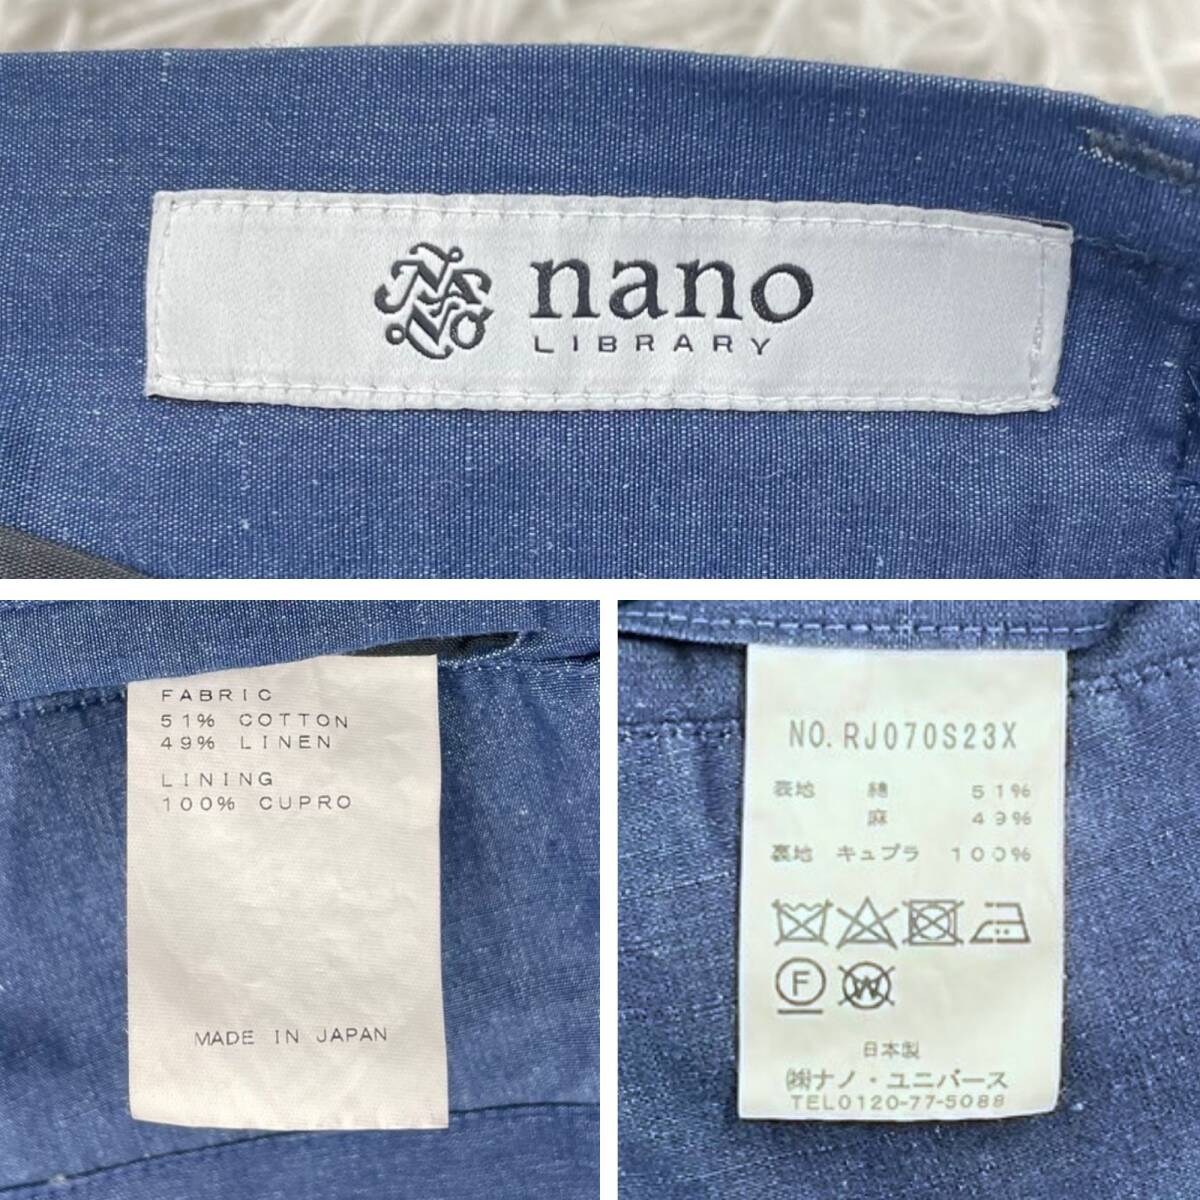 NANO
nano
LIBRARY
FABRIC
51% COTTON
49% LINEN
LINING
100% CUPRO
MADE IN JAPAN
NO. RJ070S23X
表地 綿 51%
麻 49%
裏地 キュプラ 100%
F
W
日本製
㈱ナノ・ユニバース
TEL0120-77-5088